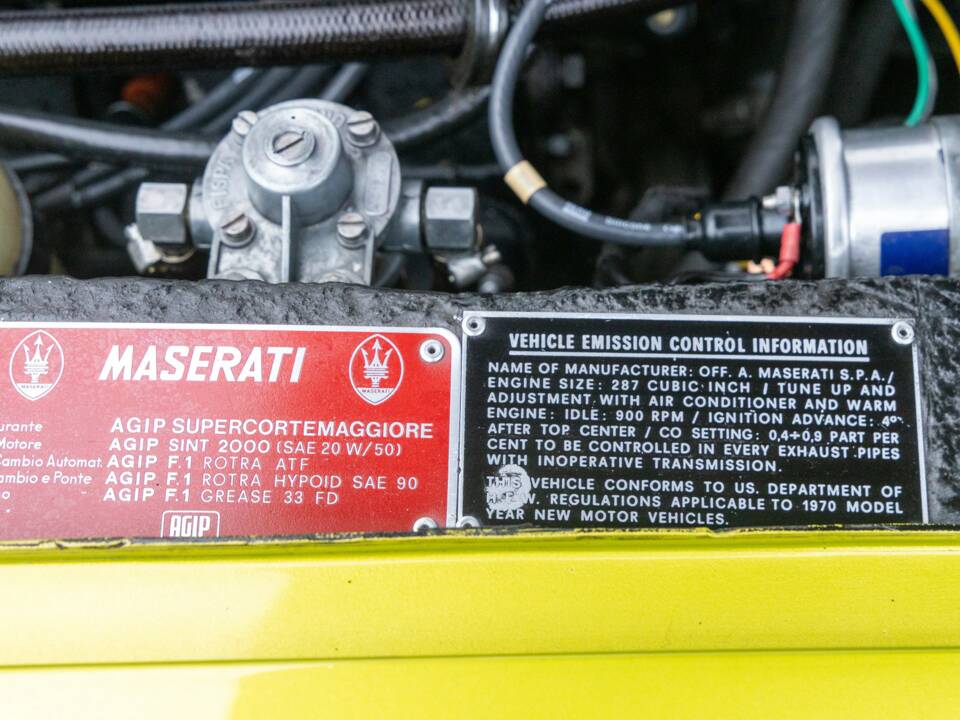 MASERATI
MASERATI
MASERATI
urante AGIP SUPERCORTEMAGGIORE
Motore AGIP SINT 2000 (SAE 20 W/50)
Cambio Automat. AGIP F.1 ROTRA ATF
ambio e Ponte AGIP F.1 ROTRA HYPOID SAE 90
o AGIP F.1 GREASE 33 FD
AGIP
VEHICLE EMISSION CONTROL INFORMATION
NAME OF MANUFACTURER: OFF. A. MASERATI S.P.A./
ENGINE SIZE: 287 CUBIC INCH / TUNE UP AND
ADJUSTMENT WITH AIR CONDITIONER AND WARM
ENGINE: IDLE: 900 RPM / IGNITION ADVANCE: 4°
AFTER TOP CENTER / CO SETTING: 0,4÷0,9 PART PER
CENT TO BE CONTROLLED IN EVERY EXHAUST PIPES
WITH INOPERATIVE TRANSMISSION.
THIS VEHICLE CONFORMS TO US. DEPARTMENT OF
H.E.W. REGULATIONS APPLICABLE TO 1970 MODEL
YEAR NEW MOTOR VEHICLES.